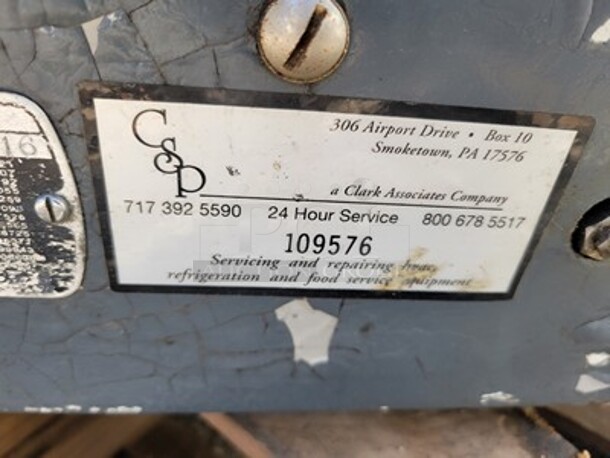 CSP
306 Airport Drive • Box 10
Smoketown, PA 17576
a Clark Associates Company
717 392 5590 24 Hour Service 800 678 5517
109576
Servicing and repairing hvac,
refrigeration and food service equipment
16